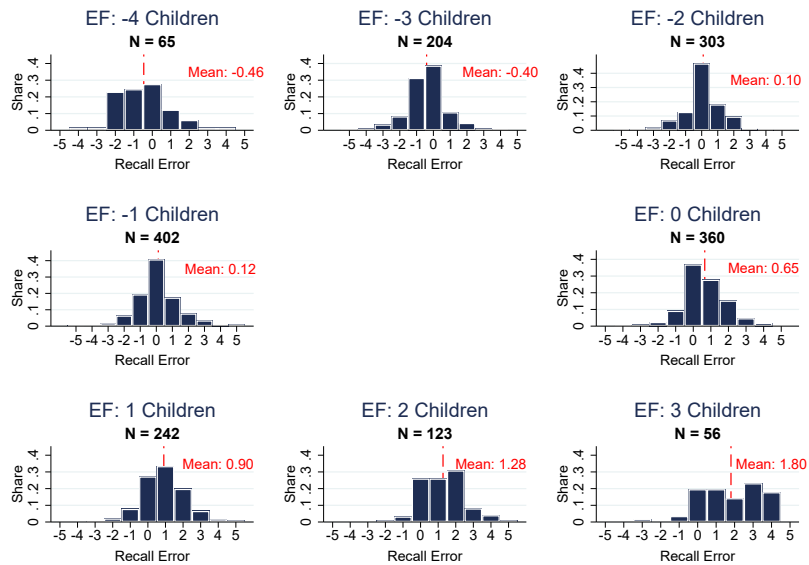 EF: -4 Children
N = 65
Mean: -0.46
Share
0 .1 .2 .3 .4
-5 -4 -3 -2 -1 0 1 2 3 4 5
Recall Error
EF: -3 Children
N = 204
Mean: -0.40
Share
0 .1 .2 .3 .4
-5 -4 -3 -2 -1 0 1 2 3 4 5
Recall Error
EF: -2 Children
N = 303
Mean: 0.10
Share
0 .1 .2 .3 .4
-5 -4 -3 -2 -1 0 1 2 3 4 5
Recall Error
EF: -1 Children
N = 402
Mean: 0.12
Share
0 .1 .2 .3 .4
-5 -4 -3 -2 -1 0 1 2 3 4 5
Recall Error
EF: 0 Children
N = 360
Mean: 0.65
Share
0 .1 .2 .3 .4
-5 -4 -3 -2 -1 0 1 2 3 4 5
Recall Error
EF: 1 Children
N = 242
Mean: 0.90
Share
0 .1 .2 .3 .4
-5 -4 -3 -2 -1 0 1 2 3 4 5
Recall Error
EF: 2 Children
N = 123
Mean: 1.28
Share
0 .1 .2 .3 .4
-5 -4 -3 -2 -1 0 1 2 3 4 5
Recall Error
EF: 3 Children
N = 56
Mean: 1.80
Share
0 .1 .2 .3 .4
-5 -4 -3 -2 -1 0 1 2 3 4 5
Recall Error